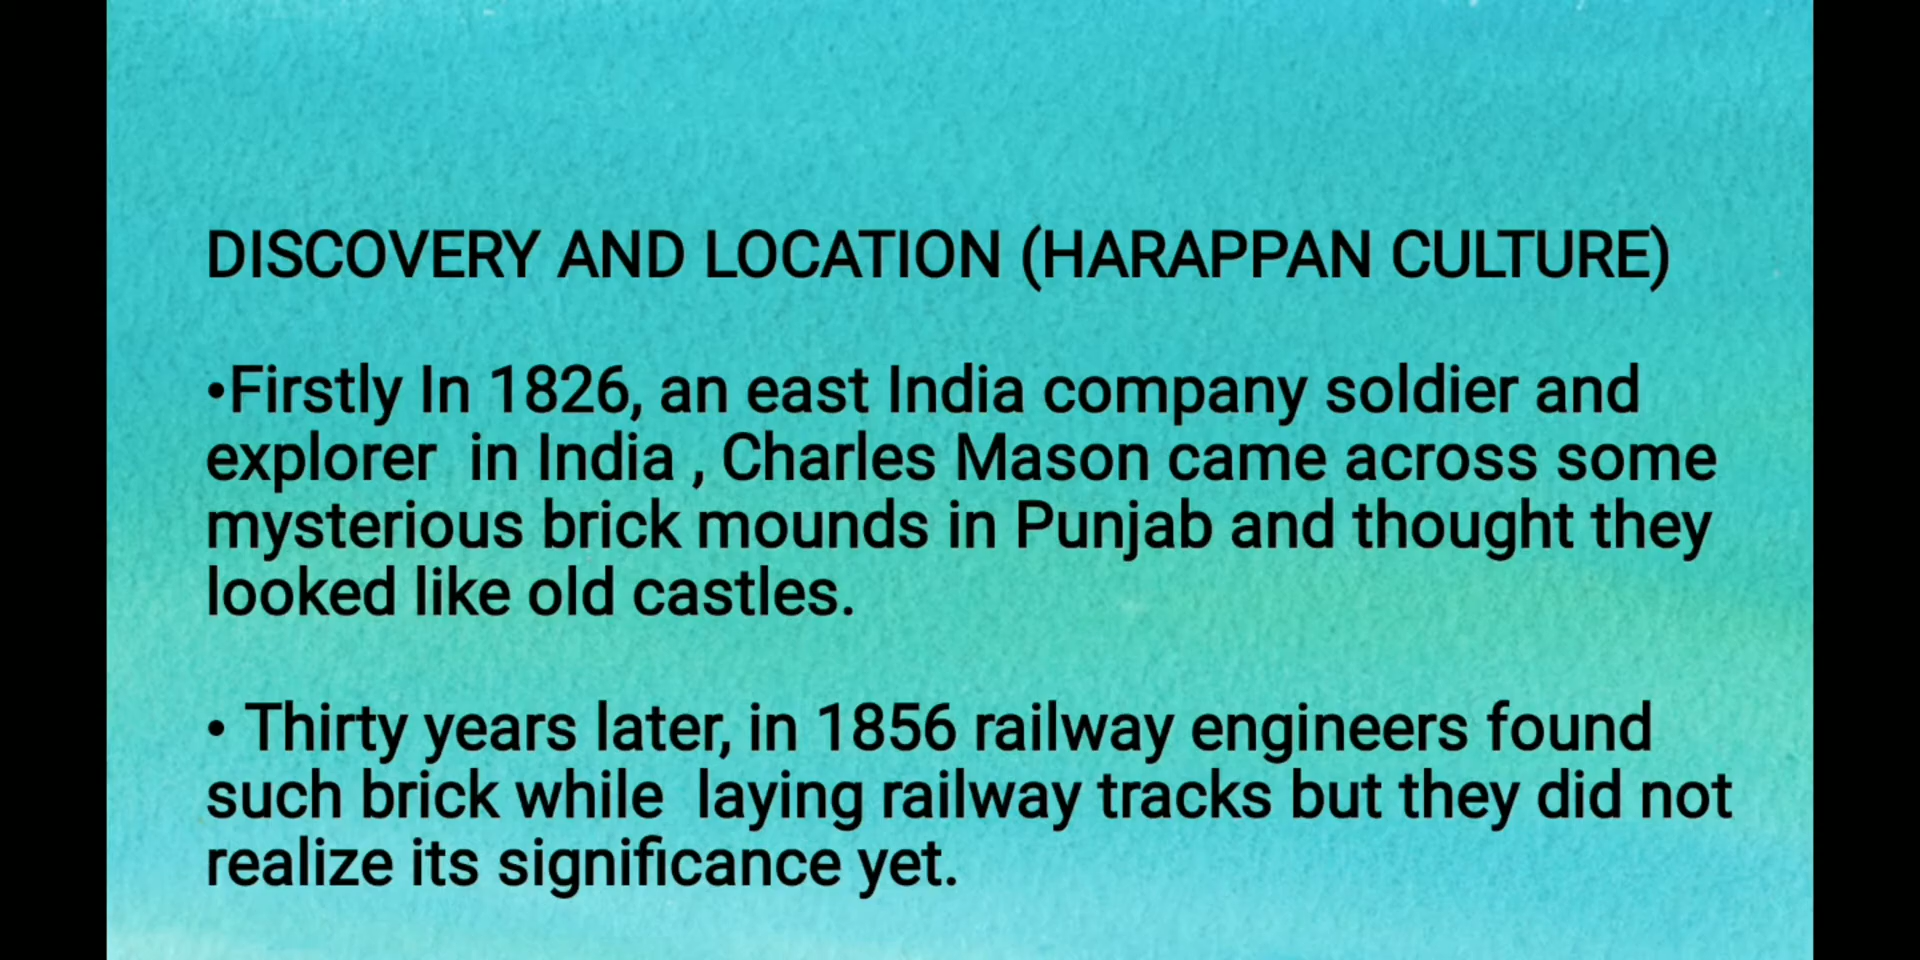 DISCOVERY AND LOCATION (HARAPPAN CULTURE)
•Firstly In 1826, an east India company soldier and
explorer  in India , Charles Mason came across some
mysterious brick mounds in Punjab and thought they
looked like old castles.
• Thirty years later, in 1856 railway engineers found
such brick while  laying railway tracks but they did not
realize its significance yet.